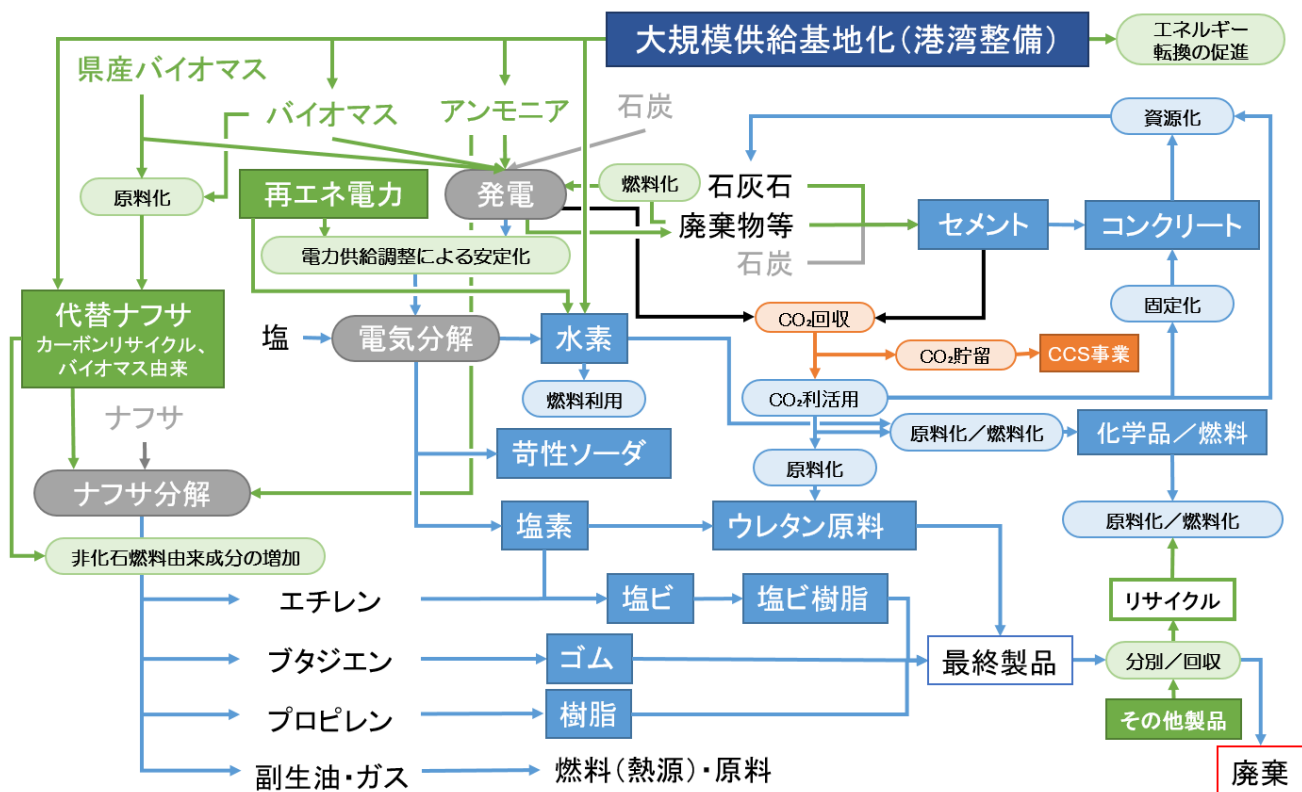 大規模供給基地化（港湾整備）
エネルギー
転換の促進
県産バイオマス
バイオマス
アンモニア
石炭
資源化
原料化
再エネ電力
発電
燃料化
石灰石
廃棄物等
石炭
セメント
コンクリート
電力供給調整による安定化
代替ナフサ
カーボンリサイクル、
バイオマス由来
塩
電気分解
水素
CO₂回収
固定化
CO₂貯留
CCS事業
燃料利用
CO₂利活用
ナフサ
苛性ソーダ
原料化／燃料化
化学品／燃料
原料化
ナフサ分解
塩素
ウレタン原料
原料化／燃料化
非化石燃料由来成分の増加
エチレン
塩ビ
塩ビ樹脂
リサイクル
ブタジエン
ゴム
最終製品
分別／回収
プロピレン
樹脂
その他製品
副生油・ガス
燃料（熱源）・原料
廃棄